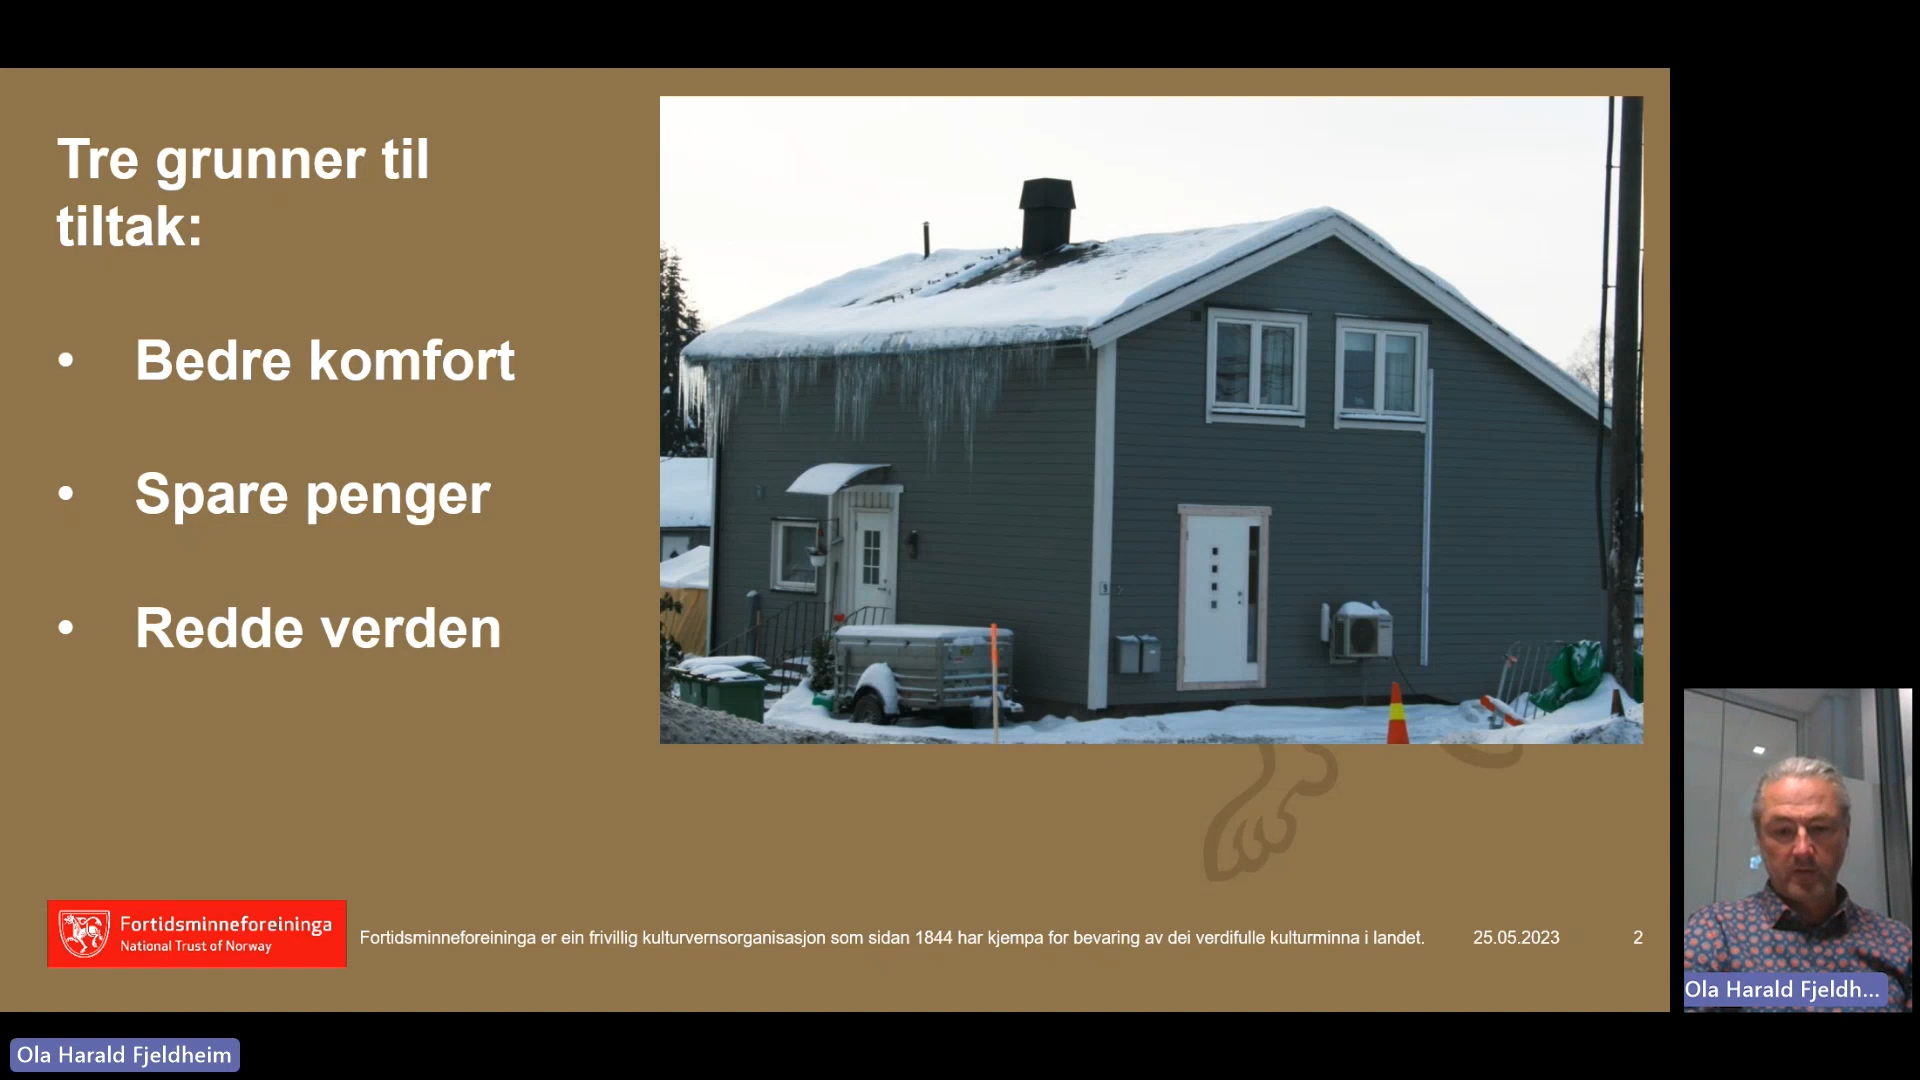 Tre grunner til
tiltak:
• Bedre komfort
• Spare penger
• Redde verden
Fortidsminneforeininga
National Trust of Norway
Fortidsminneforeininga er ein frivillig kulturvernsorganisasjon som sidan 1844 har kjempa for bevaring av dei verdifulle kulturminna i landet.
25.05.2023
2
Ola Harald Fjeldh...
Ola Harald Fjeldheim